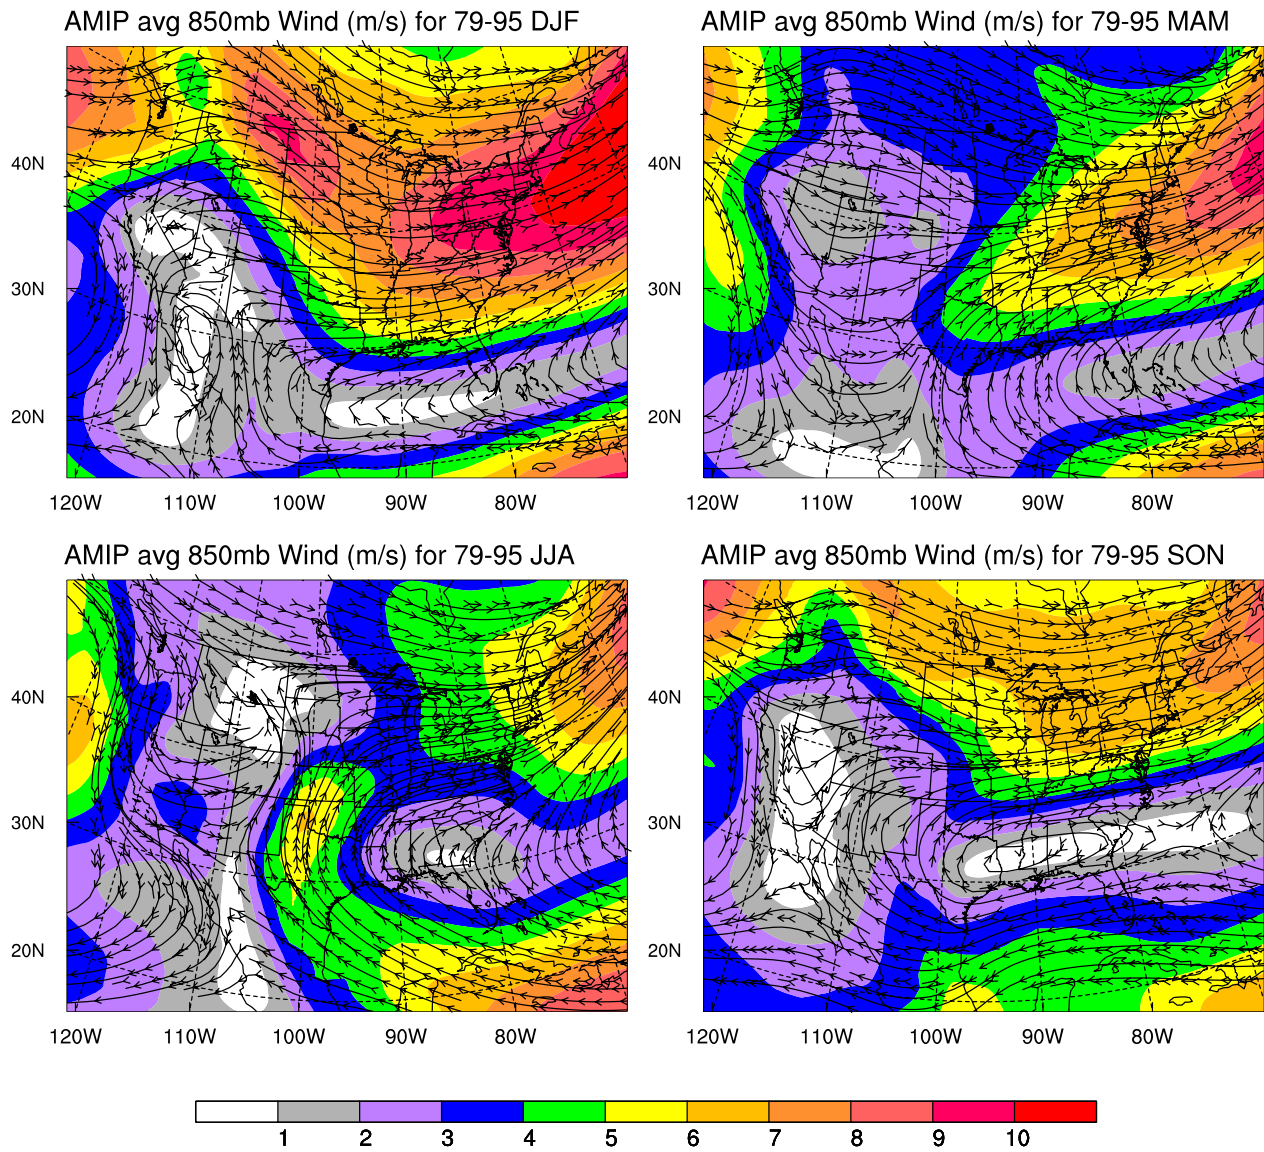 AMIP avg 850mb Wind (m/s) for 79-95 DJF
AMIP avg 850mb Wind (m/s) for 79-95 MAM
40N
30N
20N
120W 110W 100W 90W 80W
40N
30N
20N
120W 110W 100W 90W 80W
AMIP avg 850mb Wind (m/s) for 79-95 JJA
AMIP avg 850mb Wind (m/s) for 79-95 SON
40N
30N
20N
120W 110W 100W 90W 80W
40N
30N
20N
120W 110W 100W 90W 80W
1 2 3 4 5 6 7 8 9 10